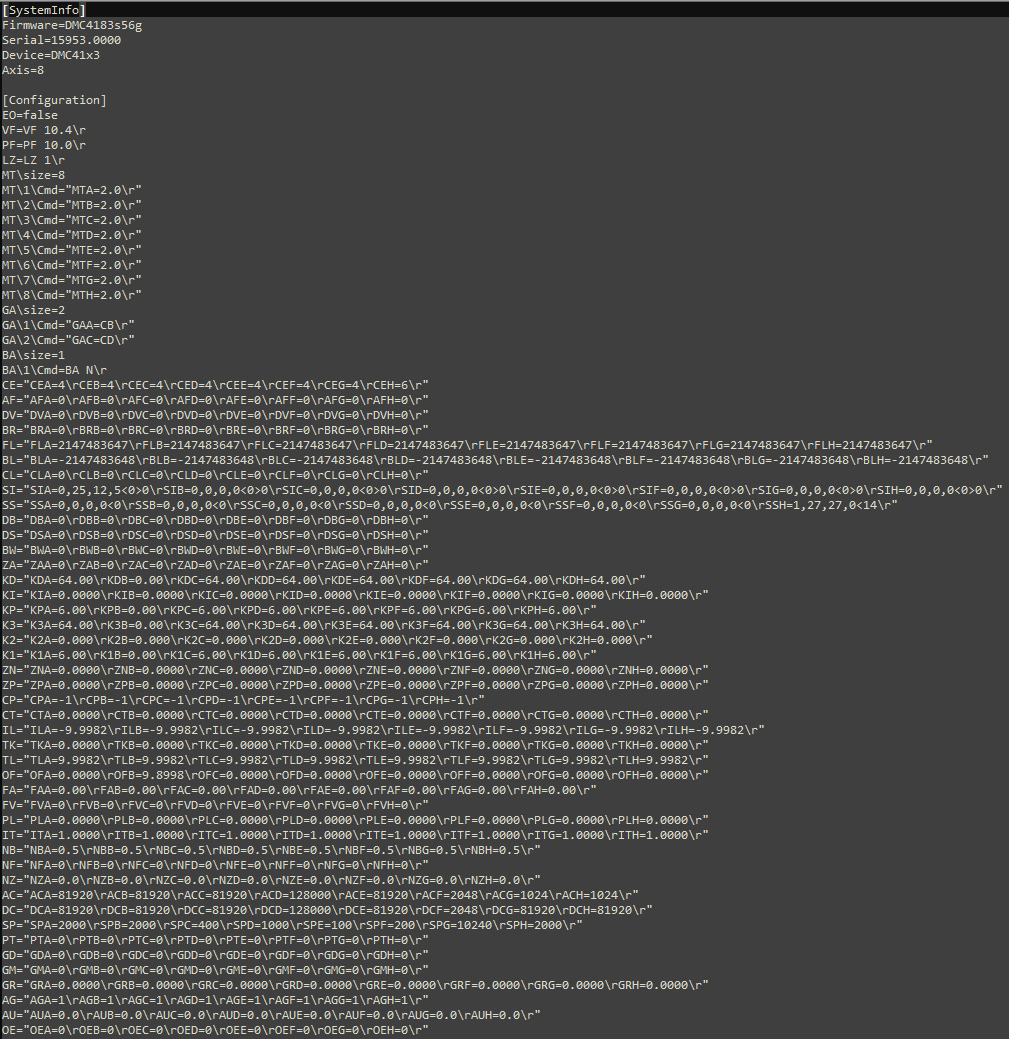 [SystemInfo]
Firmware=DMC4183s56g
Serial=15953.0000
Device=DMC41x3
Axis=8
[Configuration]
EO=false
VF=VF 10.4\r
PF=PF 10.0\r
LZ=LZ 1\r
MT\size=8
MT\1\Cmd="MTA=2.0\r"
MT\2\Cmd="MTB=2.0\r"
MT\3\Cmd="MTC=2.0\r"
MT\4\Cmd="MTD=2.0\r"
MT\5\Cmd="MTE=2.0\r"
MT\6\Cmd="MTF=2.0\r"
MT\7\Cmd="MTG=2.0\r"
MT\8\Cmd="MTH=2.0\r"
GA\size=2
GA\1\Cmd="GAA=CB\r"
GA\2\Cmd="GAC=CD\r"
BA\size=1
BA\1\Cmd=BA N\r
CE="CEA=4\rCEB=4\rCEC=4\rCED=4\rCEE=4\rCEF=4\rCEG=4\rCEH=6\r"
AF="AFA=0\rAFB=0\rAFC=0\rAFD=0\rAFE=0\rAFF=0\rAFG=0\rAFH=0\r"
DV="DVA=0\rDVB=0\rDVC=0\rDVD=0\rDVE=0\rDVF=0\rDVG=0\rDVH=0\r"
BR="BRA=0\rBRB=0\rBRC=0\rBRD=0\rBRE=0\rBRF=0\rBRG=0\rBRH=0\r"
FL="FLA=2147483647\rFLB=2147483647\rFLC=2147483647\rFLD=2147483647\rFLE=2147483647\rFLF=2147483647\rFLG=2147483647\rFLH=2147483647\r"
BL="BLA=-2147483648\rBLB=-2147483648\rBLC=-2147483648\rBLD=-2147483648\rBLE=-2147483648\rBLF=-2147483648\rBLG=-2147483648\rBLH=-2147483648\r"
CL="CLA=0\rCLB=0\rCLC=0\rCLD=0\rCLE=0\rCLF=0\rCLG=0\rCLH=0\r"
SI="SIA=0,25,12,5<0>0\rSIB=0,0,0,0<0>0\rSIC=0,0,0,0<0>0\rSID=0,0,0,0<0>0\rSIE=0,0,0,0<0>0\rSIF=0,0,0,0<0>0\rSIG=0,0,0,0<0>0\rSIH=0,0,0,0<0>0\r"
SS="SSA=0,0,0,0<0\rSSB=0,0,0,0<0\rSSC=0,0,0,0<0\rSSD=0,0,0,0<0\rSSE=0,0,0,0<0\rSSF=0,0,0,0<0\rSSG=0,0,0,0<0\rSSH=1,27,27,0<14\r"
DB="DBA=0\rDBB=0\rDBC=0\rDBD=0\rDBE=0\rDBF=0\rDBG=0\rDBH=0\r"
DS="DSA=0\rDSB=0\rDSC=0\rDSD=0\rDSE=0\rDSF=0\rDSG=0\rDSH=0\r"
BW="BWA=0\rBWB=0\rBWC=0\rBWD=0\rBWE=0\rBWF=0\rBWG=0\rBWH=0\r"
ZA="ZAA=0\rZAB=0\rZAC=0\rZAD=0\rZAE=0\rZAF=0\rZAG=0\rZAH=0\r"
KD="KDA=64.00\rKDB=0.00\rKDC=64.00\rKDD=64.00\rKDE=64.00\rKDF=64.00\rKDG=64.00\rKDH=64.00\r"
KI="KIA=0.0000\rKIB=0.0000\rKIC=0.0000\rKID=0.0000\rKIE=0.0000\rKIF=0.0000\rKIG=0.0000\rKIH=0.0000\r"
KP="KPA=6.00\rKPB=0.00\rKPC=6.00\rKPD=6.00\rKPE=6.00\rKPF=6.00\rKPG=6.00\rKPH=6.00\r"
K3="K3A=64.00\rK3B=0.00\rK3C=64.00\rK3D=64.00\rK3E=64.00\rK3F=64.00\rK3G=64.00\rK3H=64.00\r"
K2="K2A=0.000\rK2B=0.000\rK2C=0.000\rK2D=0.000\rK2E=0.000\rK2F=0.000\rK2G=0.000\rK2H=0.000\r"
K1="K1A=6.00\rK1B=0.00\rK1C=6.00\rK1D=6.00\rK1E=6.00\rK1F=6.00\rK1G=6.00\rK1H=6.00\r"
ZN="ZNA=0.0000\rZNB=0.0000\rZNC=0.0000\rZND=0.0000\rZNE=0.0000\rZNF=0.0000\rZNG=0.0000\rZNH=0.0000\r"
ZP="ZPA=0.0000\rZPB=0.0000\rZPC=0.0000\rZPD=0.0000\rZPE=0.0000\rZPF=0.0000\rZPG=0.0000\rZPH=0.0000\r"
CP="CPA=-1\rCPB=-1\rCPC=-1\rCPD=-1\rCPE=-1\rCPF=-1\rCPG=-1\rCPH=-1\r"
CT="CTA=0.0000\rCTB=0.0000\rCTC=0.0000\rCTD=0.0000\rCTE=0.0000\rCTF=0.0000\rCTG=0.0000\rCTH=0.0000\r"
IL="ILA=-9.9982\rILB=-9.9982\rILC=-9.9982\rILD=-9.9982\rILE=-9.9982\rILF=-9.9982\rILG=-9.9982\rILH=-9.9982\r"
TK="TKA=0.0000\rTKB=0.0000\rTKC=0.0000\rTKD=0.0000\rTKE=0.0000\rTKF=0.0000\rTKG=0.0000\rTKH=0.0000\r"
TL="TLA=9.9982\rTLB=9.9982\rTLC=9.9982\rTLD=9.9982\rTLE=9.9982\rTLF=9.9982\rTLG=9.9982\rTLH=9.9982\r"
OF="OFA=0.0000\rOFB=9.8998\rOFC=0.0000\rOFD=0.0000\rOFE=0.0000\rOFF=0.0000\rOFG=0.0000\rOFH=0.0000\r"
FA="FAA=0.00\rFAB=0.00\rFAC=0.00\rFAD=0.00\rFAE=0.00\rFAF=0.00\rFAG=0.00\rFAH=0.00\r"
FV="FVA=0\rFVB=0\rFVC=0\rFVD=0\rFVE=0\rFVF=0\rFVG=0\rFVH=0\r"
PL="PLA=0.0000\rPLB=0.0000\rPLC=0.0000\rPLD=0.0000\rPLE=0.0000\rPLF=0.0000\rPLG=0.0000\rPLH=0.0000\r"
IT="ITA=1.0000\rITB=1.0000\rITC=1.0000\rITD=1.0000\rITE=1.0000\rITF=1.0000\rITG=1.0000\rITH=1.0000\r"
NB="NBA=0.5\rNBB=0.5\rNBC=0.5\rNBD=0.5\rNBE=0.5\rNBF=0.5\rNBG=0.5\rNBH=0.5\r"
NF="NFA=0\rNFB=0\rNFC=0\rNFD=0\rNFE=0\rNFF=0\rNFG=0\rNFH=0\r"
NZ="NZA=0.0\rNZB=0.0\rNZC=0.0\rNZD=0.0\rNZE=0.0\rNZF=0.0\rNZG=0.0\rNZH=0.0\r"
AC="ACA=81920\rACB=81920\rACC=81920\rACD=128000\rACE=81920\rACF=2048\rACG=1024\rACH=1024\r"
DC="DCA=81920\rDCB=81920\rDCC=81920\rDCD=128000\rDCE=81920\rDCF=2048\rDCG=81920\rDCH=81920\r"
SP="SPA=2000\rSPB=2000\rSPC=400\rSPD=1000\rSPE=100\rSPF=200\rSPG=10240\rSPH=2000\r"
PT="PTA=0\rPTB=0\rPTC=0\rPTD=0\rPTE=0\rPTF=0\rPTG=0\rPTH=0\r"
GD="GDA=0\rGDB=0\rGDC=0\rGDD=0\rGDE=0\rGDF=0\rGDG=0\rGDH=0\r"
GM="GMA=0\rGMB=0\rGMC=0\rGMD=0\rGME=0\rGMF=0\rGMG=0\rGMH=0\r"
GR="GRA=0.0000\rGRB=0.0000\rGRC=0.0000\rGRD=0.0000\rGRE=0.0000\rGRF=0.0000\rGRG=0.0000\rGRH=0.0000\r"
AG="AGA=1\rAGB=1\rAGC=1\rAGD=1\rAGE=1\rAGF=1\rAGG=1\rAGH=1\r"
AU="AUA=0.0\rAUB=0.0\rAUC=0.0\rAUD=0.0\rAUE=0.0\rAUF=0.0\rAUG=0.0\rAUH=0.0\r"
OE="OEA=0\rOEB=0\rOEC=0\rOED=0\rOEE=0\rOEF=0\rOEG=0\rOEH=0\r"